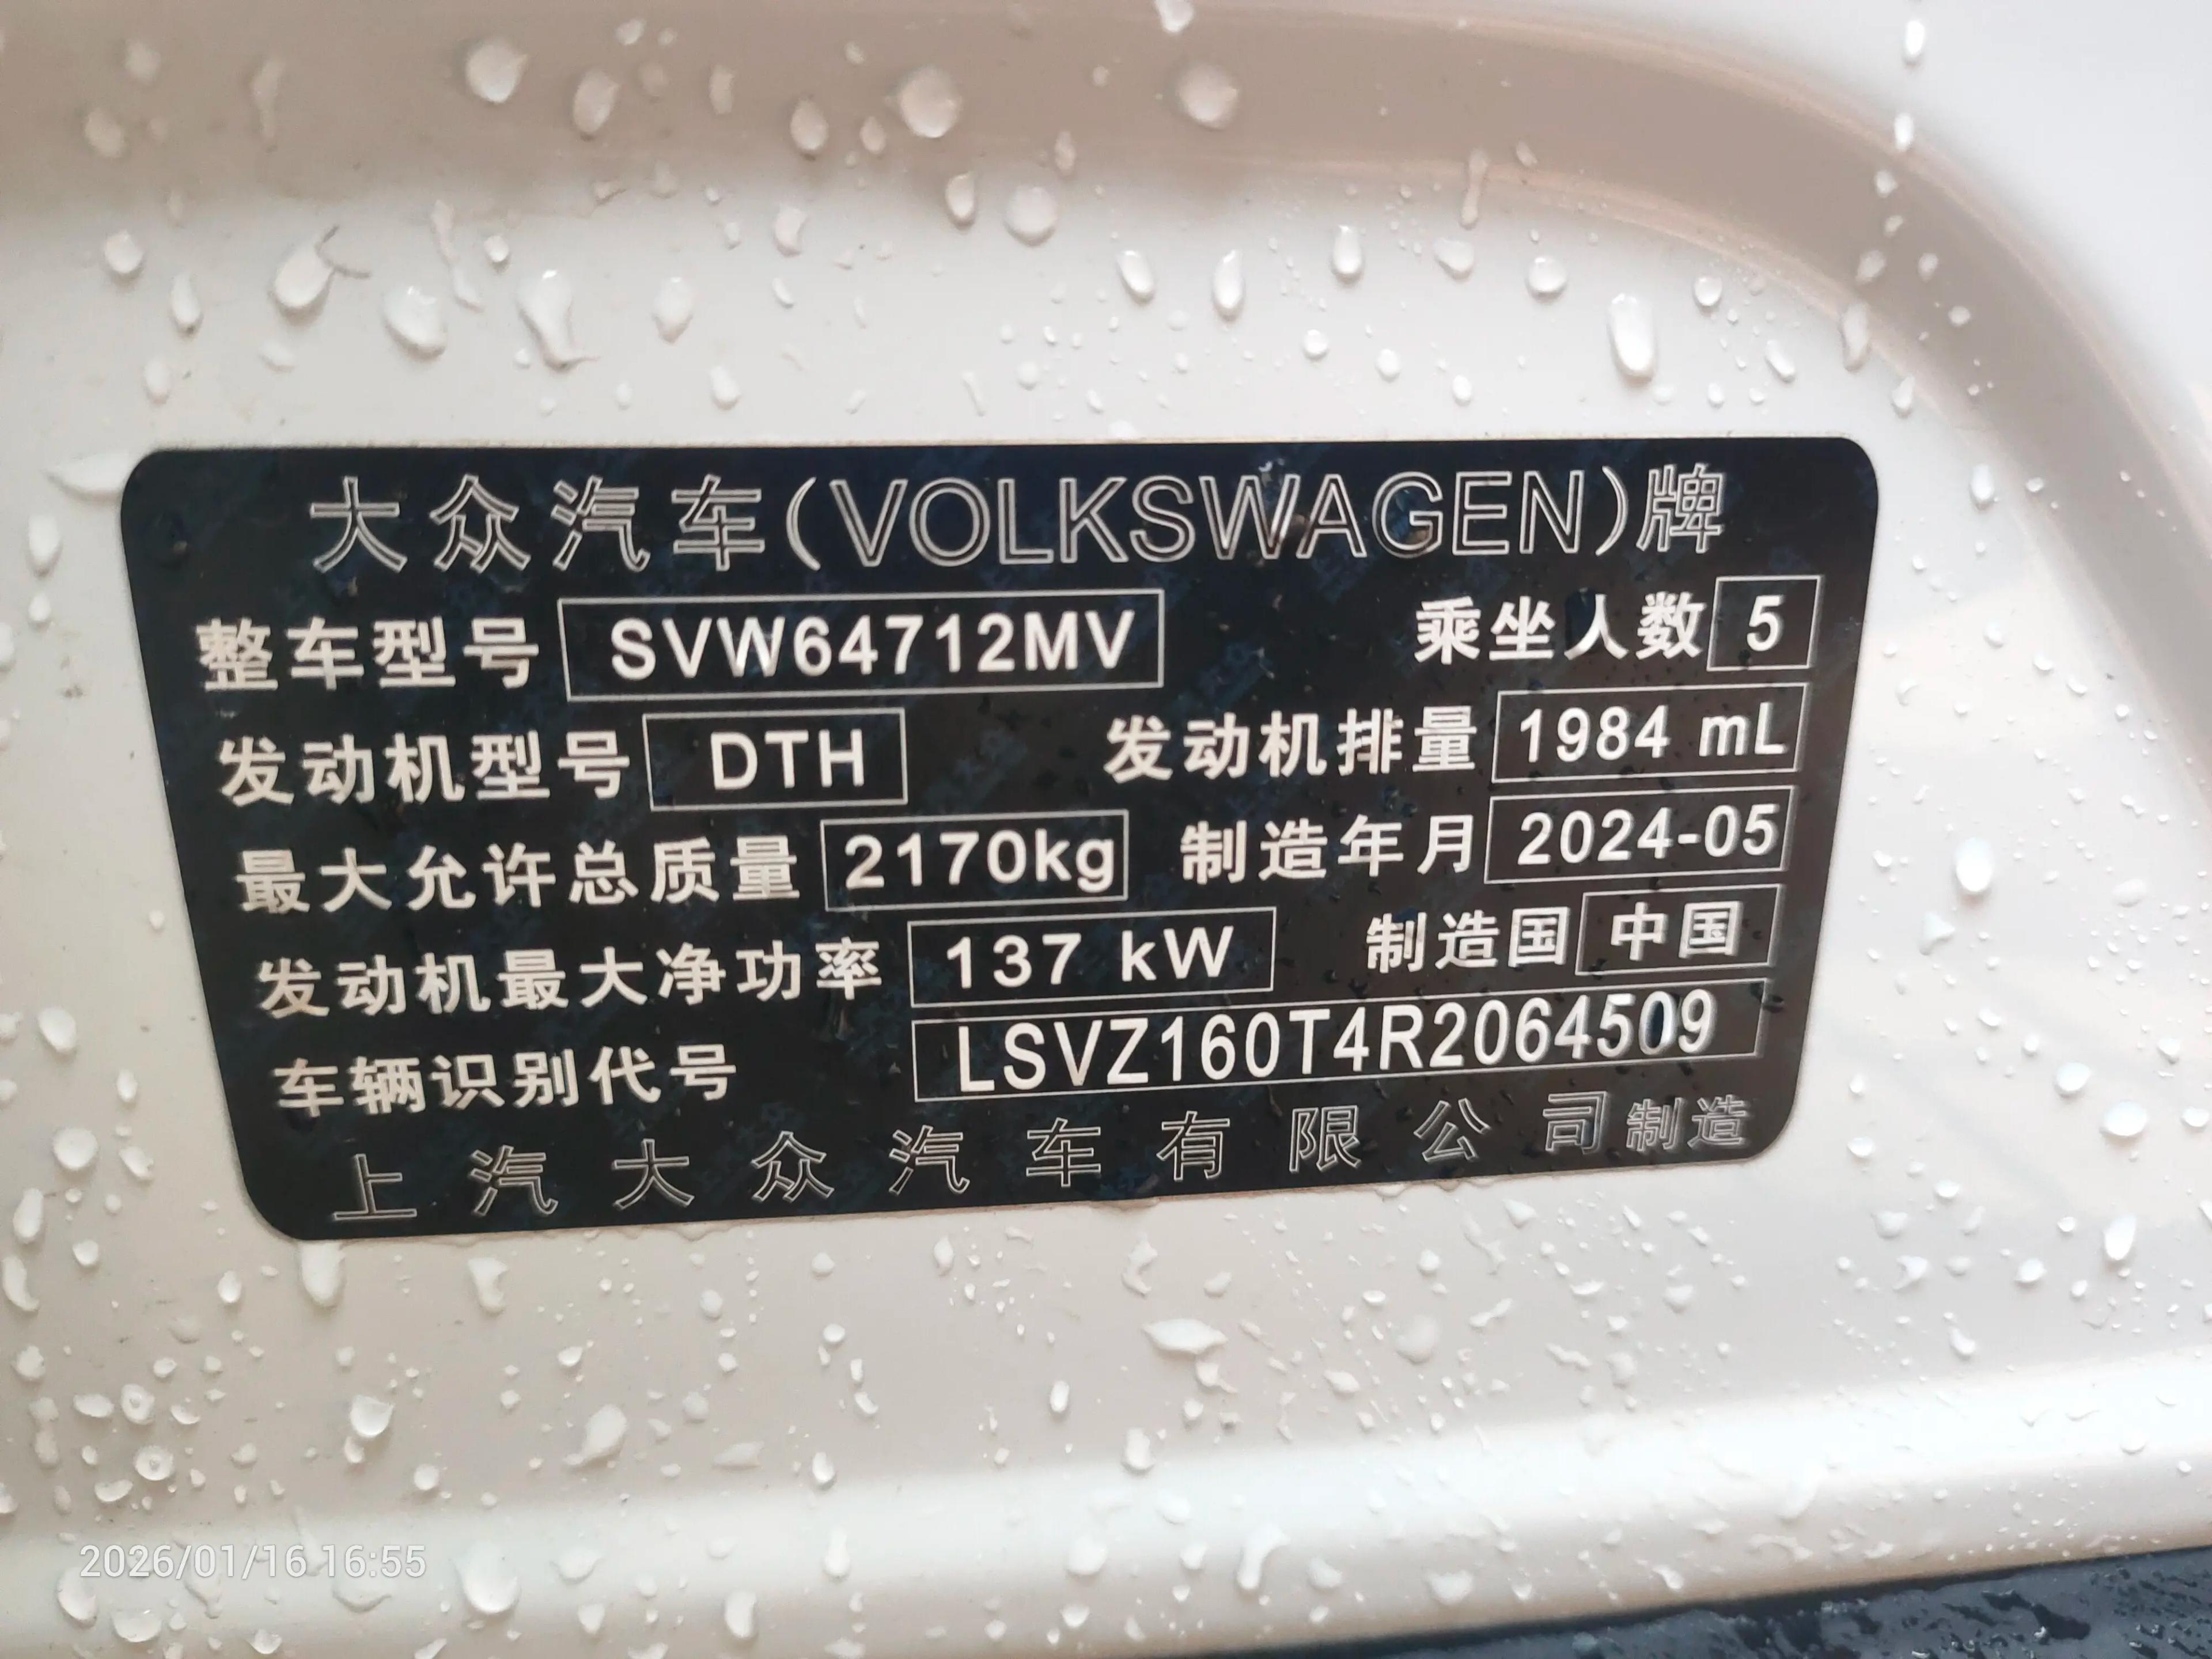 大众汽车(VOLKSWAGEN)牌
整车型号 SVW64712MV 乘坐人数 5
发动机型号 DTH 发动机排量 1984 mL
最大允许总质量 2170kg 制造年月 2024-05
发动机最大净功率 137 kW 制造国 中国
车辆识别代号 LSVZ160T4R2064509
上汽大众汽车有限公司制造
2026/01/16 16:55